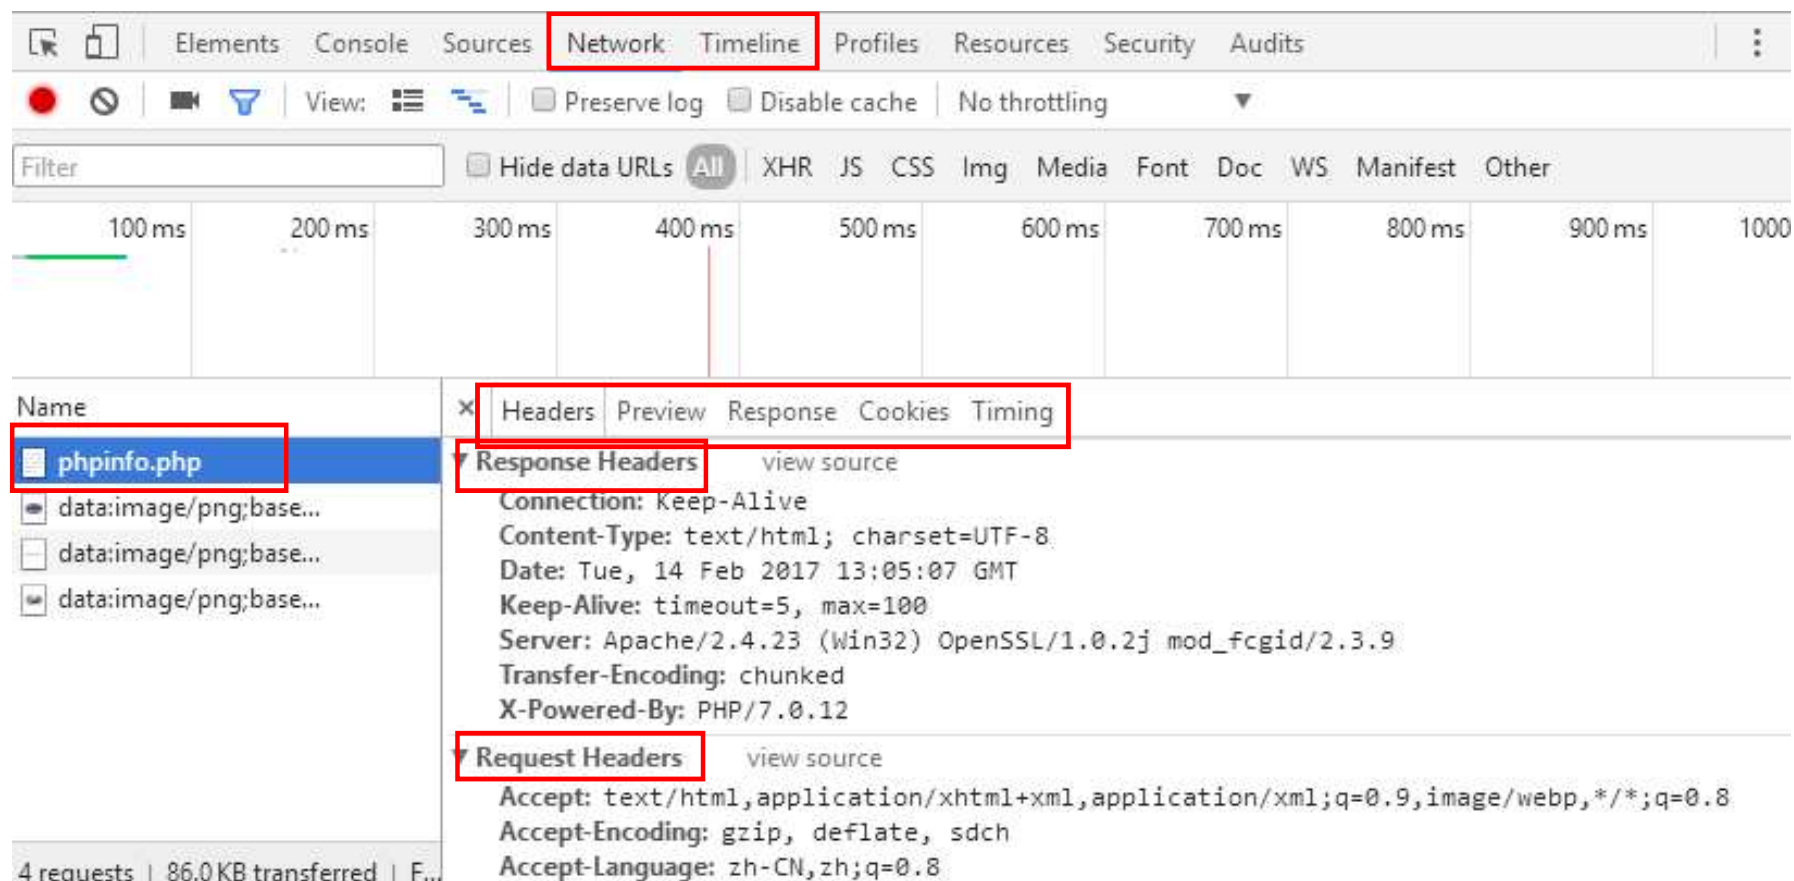 Elements Console Sources Network Timeline Profiles Resources Security Audits
View: Preserve log Disable cache No throttling
Filter Hide data URLs All XHR JS CSS Img Media Font Doc WS Manifest Other
100 ms 200 ms 300 ms 400 ms 500 ms 600 ms 700 ms 800 ms 900 ms 1000
Name
phpinfo.php
data:image/png;base...
data:image/png;base...
data:image/png;base...
4 requests | 86.0 KB transferred | F...
× Headers Preview Response Cookies Timing
Response Headers view source
Connection: Keep-Alive
Content-Type: text/html; charset=UTF-8
Date: Tue, 14 Feb 2017 13:05:07 GMT
Keep-Alive: timeout=5, max=100
Server: Apache/2.4.23 (Win32) OpenSSL/1.0.2j mod_fcgid/2.3.9
Transfer-Encoding: chunked
X-Powered-By: PHP/7.0.12
Request Headers view source
Accept: text/html,application/xhtml+xml,application/xml;q=0.9,image/webp,*/*;q=0.8
Accept-Encoding: gzip, deflate, sdch
Accept-Language: zh-CN,zh;q=0.8